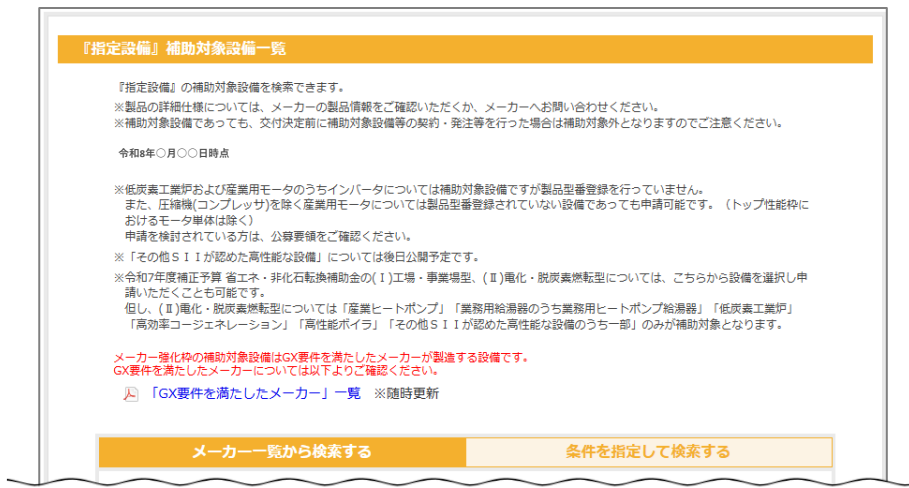 『指定設備』補助対象設備一覧
『指定設備』の補助対象設備を検索できます。
※製品の詳細仕様については、メーカーの製品情報をご確認いただくか、メーカーへお問い合わせください。
※補助対象設備であっても、交付決定前に補助対象設備等の契約・発注等を行った場合は補助対象外となりますのでご注意ください。
令和8年○月○○日時点
※低炭素工業炉および産業用モータのうちインバータについては補助対象設備ですが製品型番登録を行っていません。
また、圧縮機(コンプレッサ)を除く産業用モータについては製品型番登録されていない設備であっても申請可能です。（トップ性能枠に
おけるモータ単体は除く）
申請を検討されている方は、公募要領をご確認ください。
※「その他ＳＩＩが認めた高性能な設備」については後日公開予定です。
※令和7年度補正予算 省エネ・非化石転換補助金の(Ⅰ)工場・事業場型、(Ⅱ)電化・脱炭素燃転型については、こちらから設備を選択し申
請いただくことも可能です。
但し、(Ⅱ)電化・脱炭素燃転型については「産業ヒートポンプ」「業務用給湯器のうち業務用ヒートポンプ給湯器」「低炭素工業炉」
「高効率コージェネレーション」「高性能ボイラ」「その他ＳＩＩが認めた高性能な設備のうち一部」のみが補助対象となります。
メーカー強化枠の補助対象設備はGX要件を満たしたメーカーが製造する設備です。
GX要件を満たしたメーカーについては以下よりご確認ください。
「GX要件を満たしたメーカー」一覧 ※随時更新
メーカー一覧から検索する
条件を指定して検索する